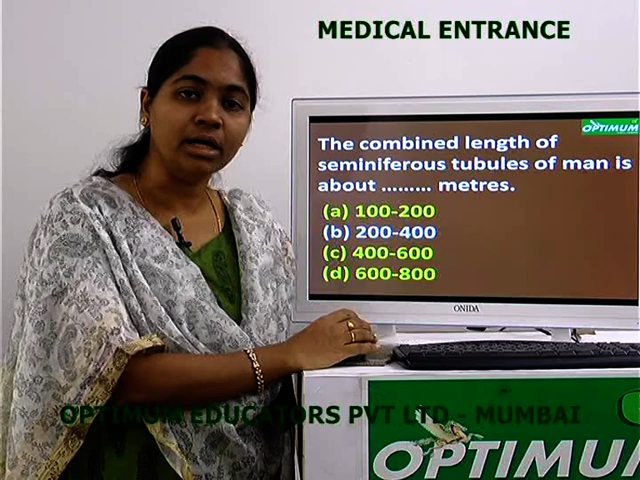 MEDICAL ENTRANCE
OPTIMUM
The combined length of
seminiferous tubules of man is
about ......... metres.
(a) 100-200
(b) 200-400
(c) 400-600
(d) 600-800
ONIDA
OPTIMUM EDUCATORS PVT LTD - MUMBAI
OPTIMUM